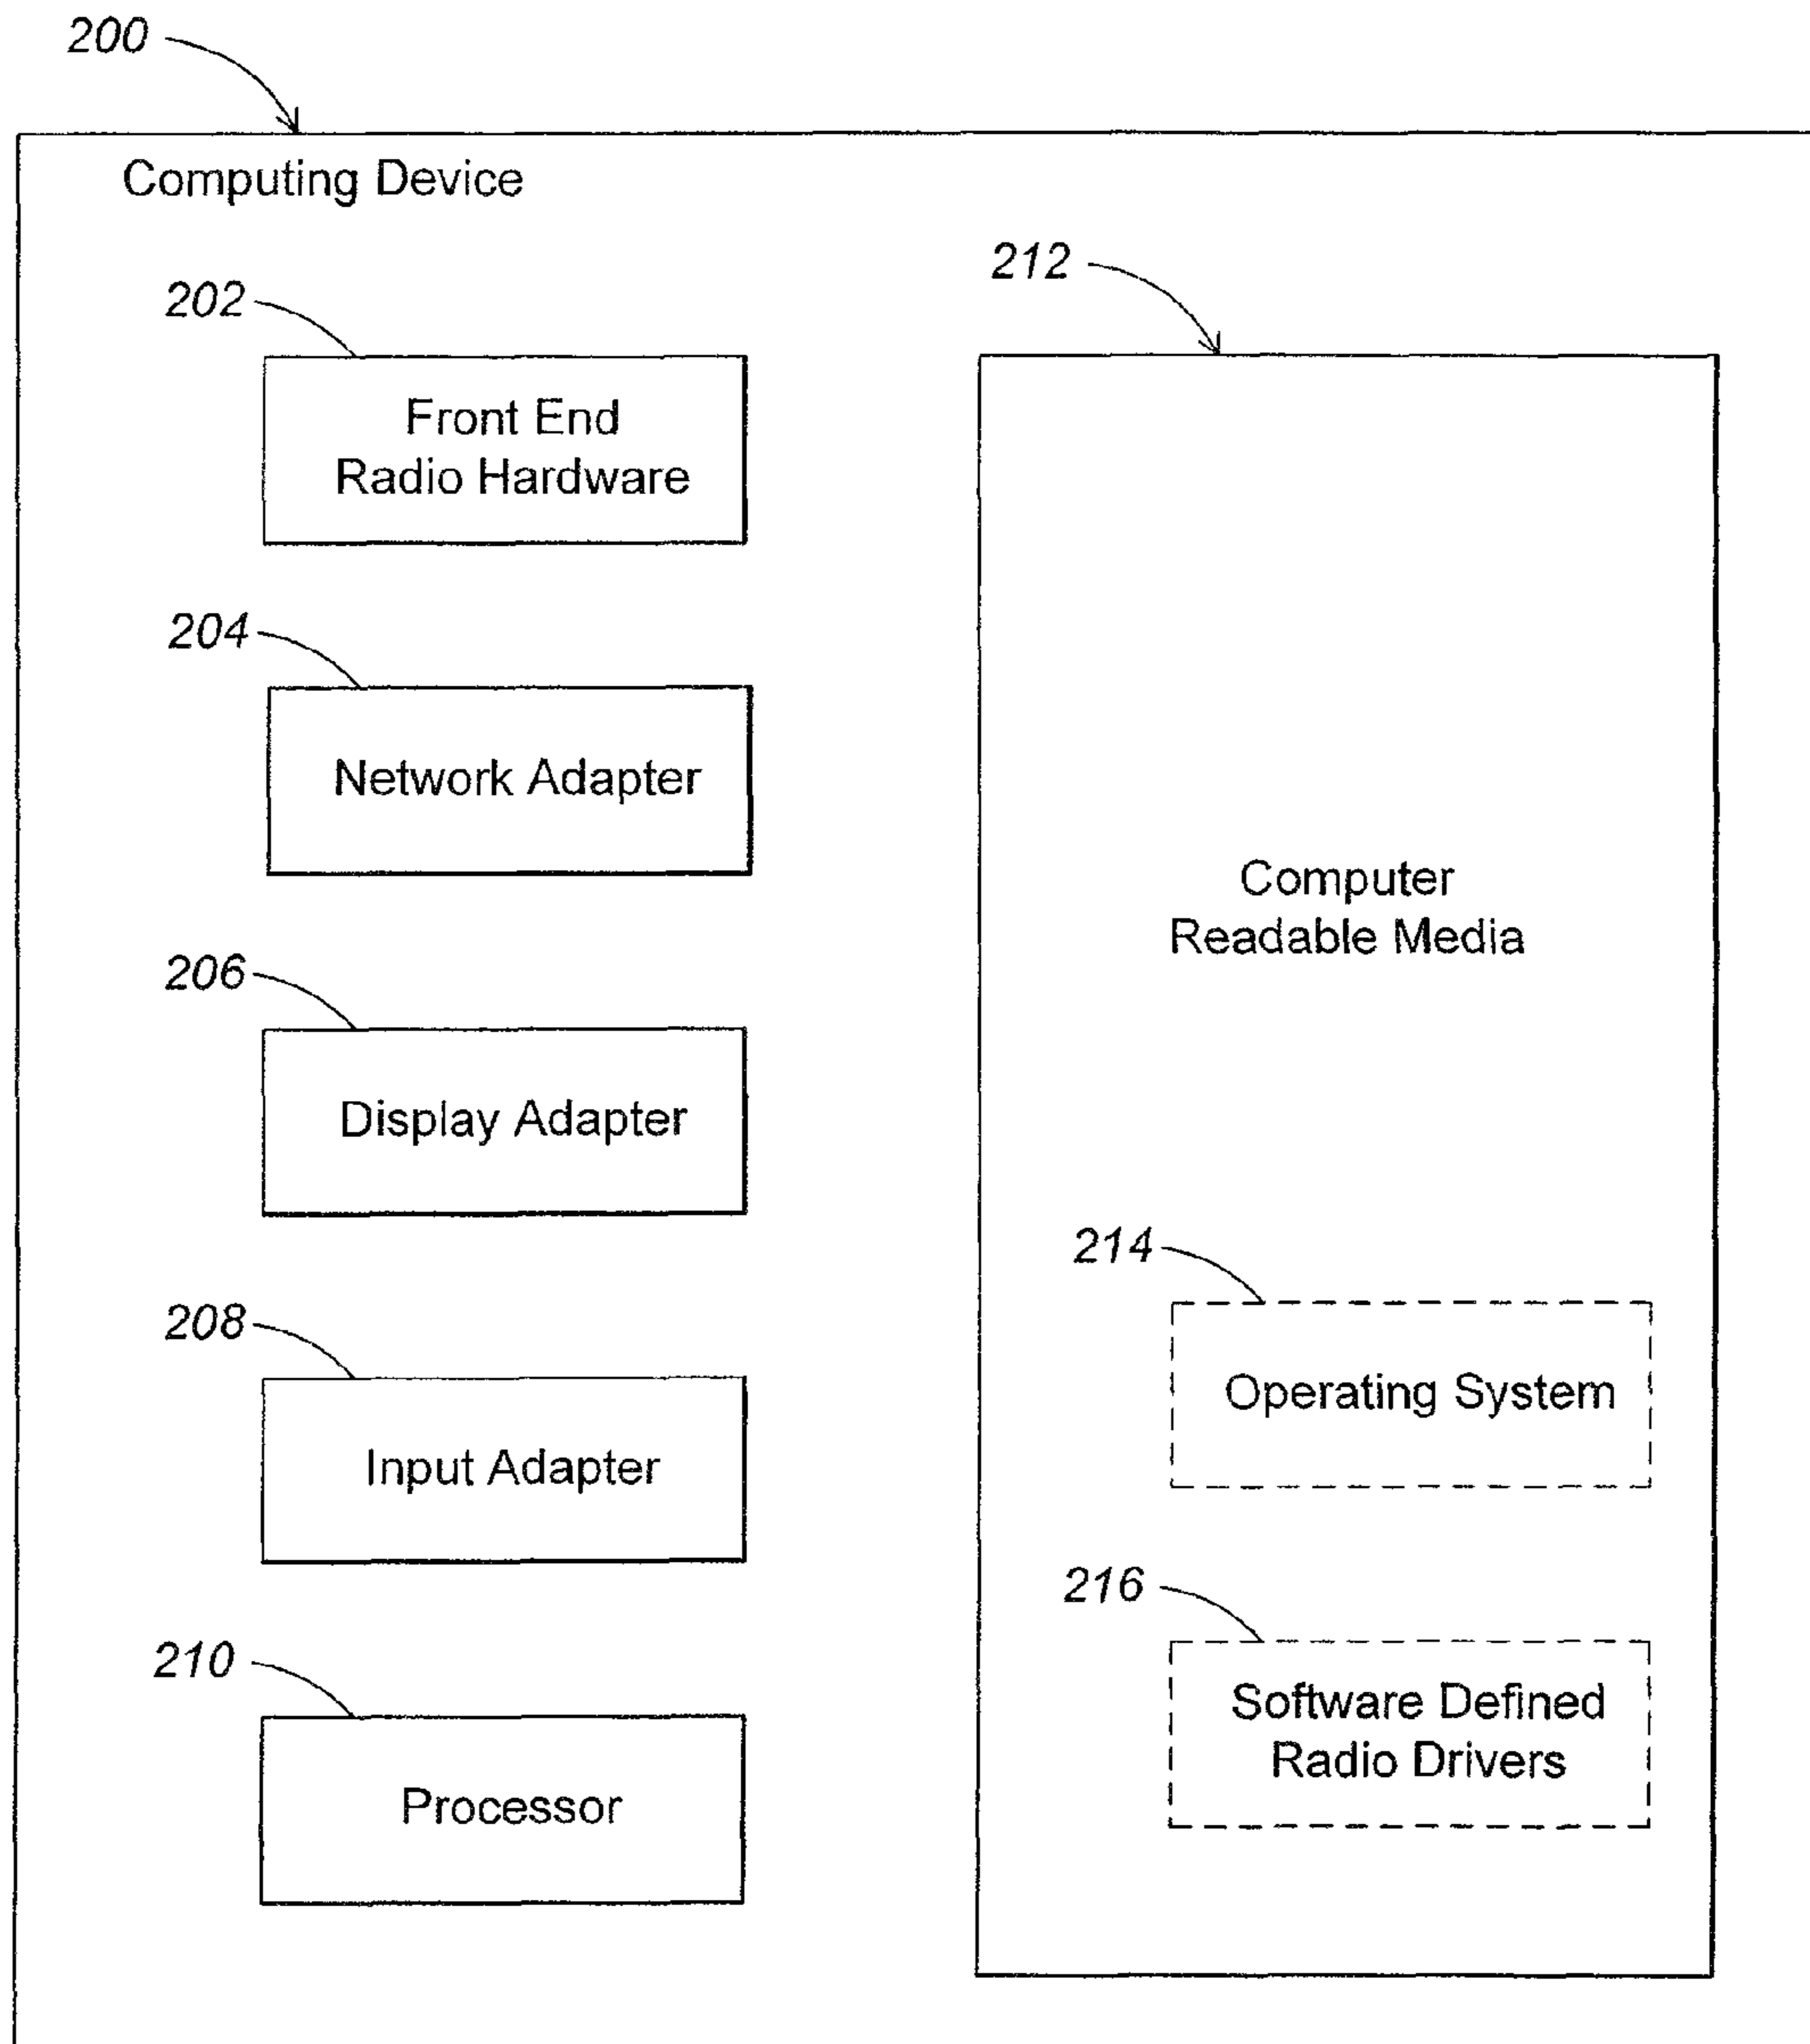 200
Computing Device
202
Front End
Radio Hardware
204
Network Adapter
206
Display Adapter
208
Input Adapter
210
Processor
212
Computer
Readable Media
214
Operating System
216
Software Defined
Radio Drivers